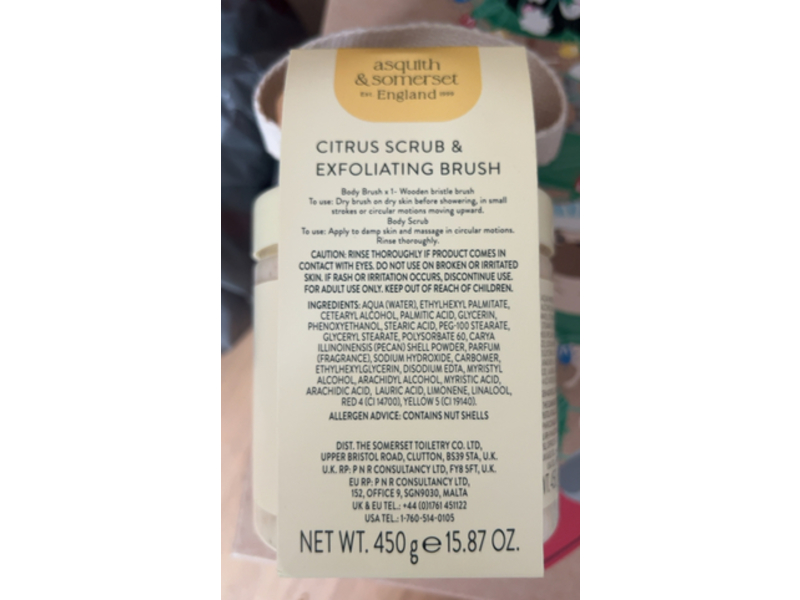 asquith
& somerset
EST. England 1999
CITRUS SCRUB &
EXFOLIATING BRUSH
Body Brush x 1- Wooden bristle brush
To use: Dry brush on dry skin before showering, in small
strokes or circular motions moving upward.
Body Scrub
To use: Apply to damp skin and massage in circular motions.
Rinse thoroughly.
CAUTION: RINSE THOROUGHLY IF PRODUCT COMES IN
CONTACT WITH EYES. DO NOT USE ON BROKEN OR IRRITATED
SKIN. IF RASH OR IRRITATION OCCURS, DISCONTINUE USE.
FOR ADULT USE ONLY. KEEP OUT OF REACH OF CHILDREN.
INGREDIENTS: AQUA (WATER), ETHYLHEXYL PALMITATE,
CETEARYL ALCOHOL, PALMITIC ACID, GLYCERIN,
PHENOXYETHANOL, STEARIC ACID, PEG-100 STEARATE,
GLYCERYL STEARATE, POLYSORBATE 60, CARYA
ILLINOINENSIS (PECAN) SHELL POWDER, PARFUM
(FRAGRANCE), SODIUM HYDROXIDE, CARBOMER,
ETHYLHEXYLGLYCERIN, DISODIUM EDTA, MYRISTYL
ALCOHOL, ARACHIDYL ALCOHOL, MYRISTIC ACID,
ARACHIDIC ACID, LAURIC ACID, LIMONENE, LINALOOL,
RED 4 (CI 14700), YELLOW 5 (CI 19140).
ALLERGEN ADVICE: CONTAINS NUT SHELLS
DIST. THE SOMERSET TOILETRY CO. LTD,
UPPER BRISTOL ROAD, CLUTTON, BS39 5TA, U.K.
U.K. RP: P N R CONSULTANCY LTD, FY8 5FT, U.K.
EU RP: P N R CONSULTANCY LTD,
152, OFFICE 9, SGN9030, MALTA
UK & EU TEL.: +44 (0)1761 451122
USA TEL.: 1-760-514-0105
NET WT. 450 g ℮ 15.87 OZ.